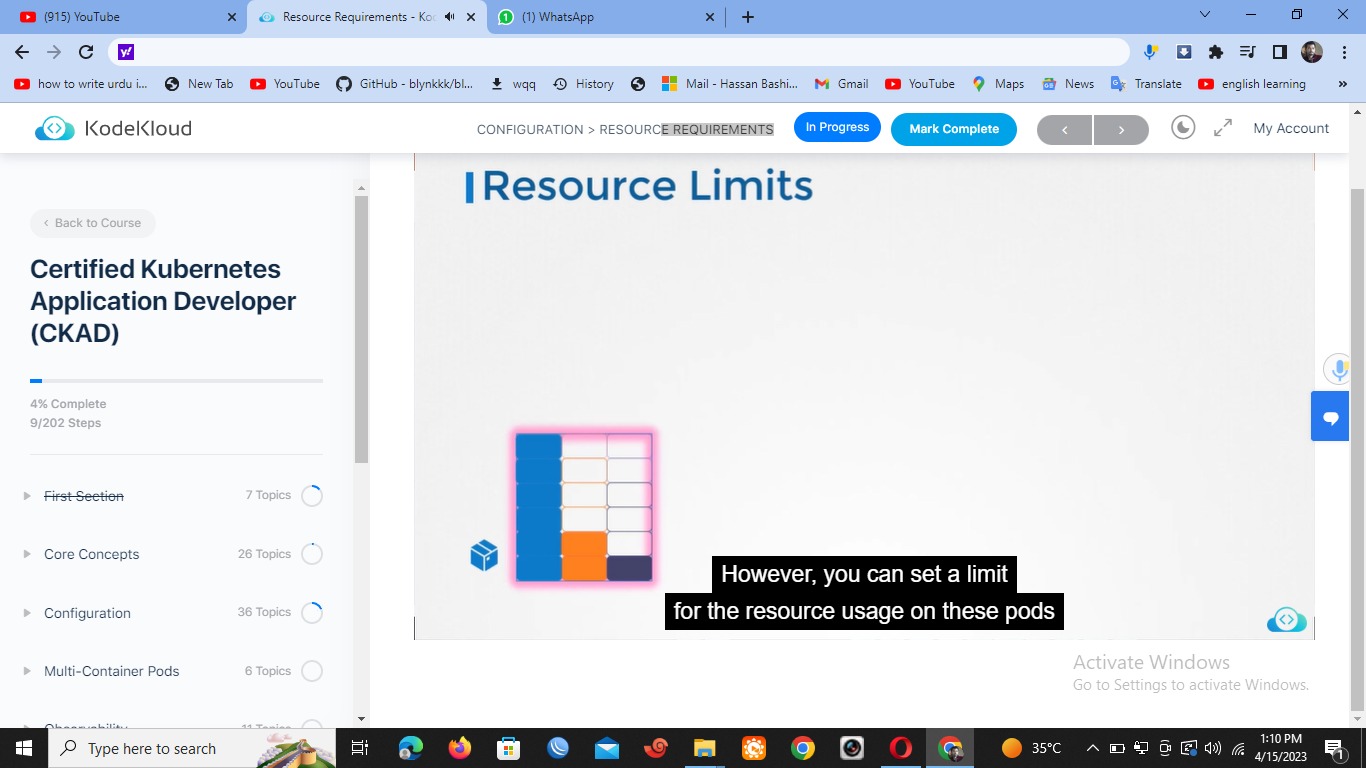 (915) YouTube
Resource Requirements - Ko
(1) WhatsApp
how to write urdu i...
New Tab
YouTube
GitHub - blynkkk/bl...
wqq
History
Mail - Hassan Bashi...
Gmail
YouTube
Maps
News
Translate
english learning
»
KodeKloud
CONFIGURATION > RESOURCE REQUIREMENTS
In Progress
Mark Complete
My Account
Back to Course
Certified Kubernetes
Application Developer
(CKAD)
4% Complete
9/202 Steps
First Section
7 Topics
Core Concepts
26 Topics
Configuration
36 Topics
Multi-Container Pods
6 Topics
Observability
11 Topics
Resource Limits
However, you can set a limit
for the resource usage on these pods
Activate Windows
Go to Settings to activate Windows.
Type here to search
35°C
1:10 PM
4/15/2023
1